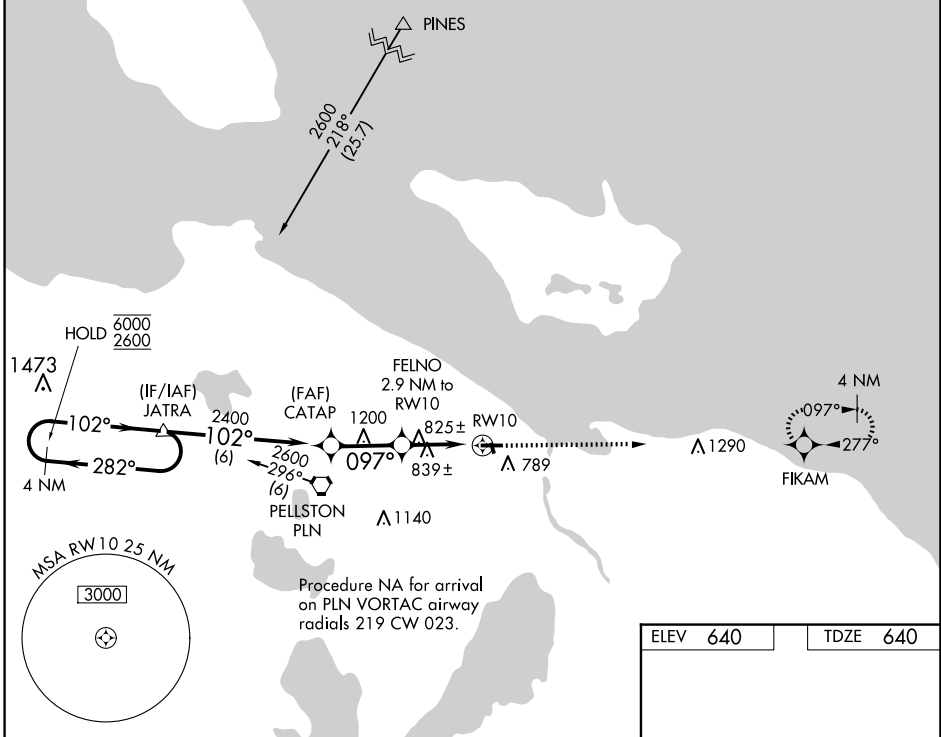 PINES
2600
218°
(25.7)
HOLD 6000
2600
1473
(IF/IAF)
JATRA
102°
282°
4 NM
2400
102°
(6)
(FAF)
CATAP
2600
296°
(6)
PELLSTON
PLN
1200
097°
FELNO
2.9 NM to
RW10
825±
839±
RW10
789
1140
1290
4 NM
097°
277°
FIKAM
MSA RW10 25 NM
3000
Procedure NA for arrival
on PLN VORTAC airway
radials 219 CW 023.
ELEV 640
TDZE 640